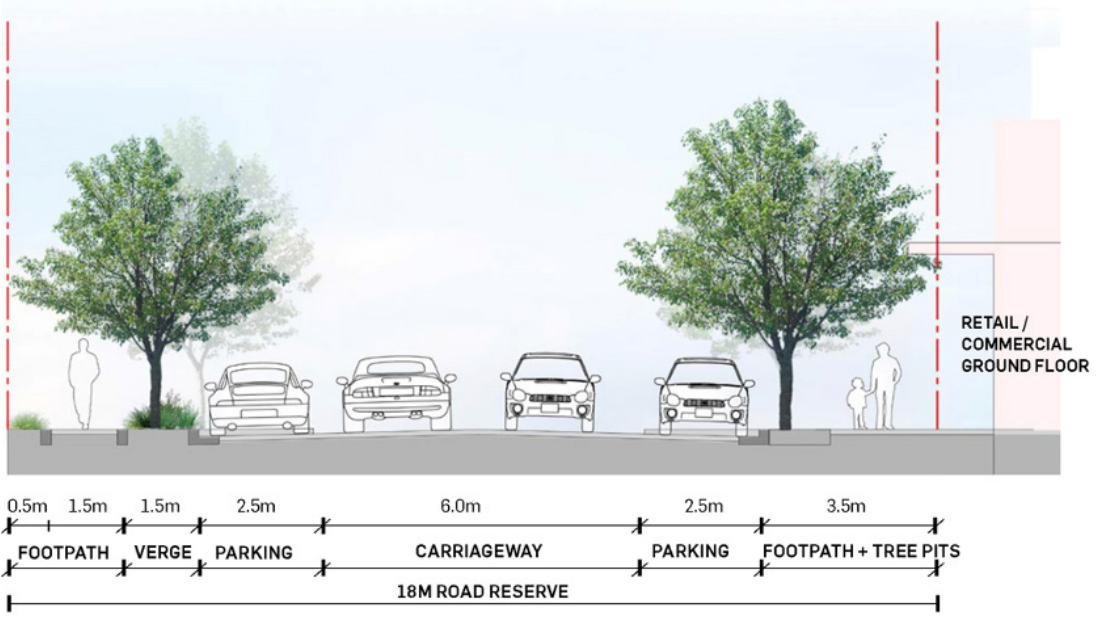 RETAIL /
COMMERCIAL
GROUND FLOOR
0.5m 1.5m 1.5m 2.5m 6.0m 2.5m 3.5m
FOOTPATH VERGE PARKING CARRIAGEWAY PARKING FOOTPATH + TREE PITS
18M ROAD RESERVE